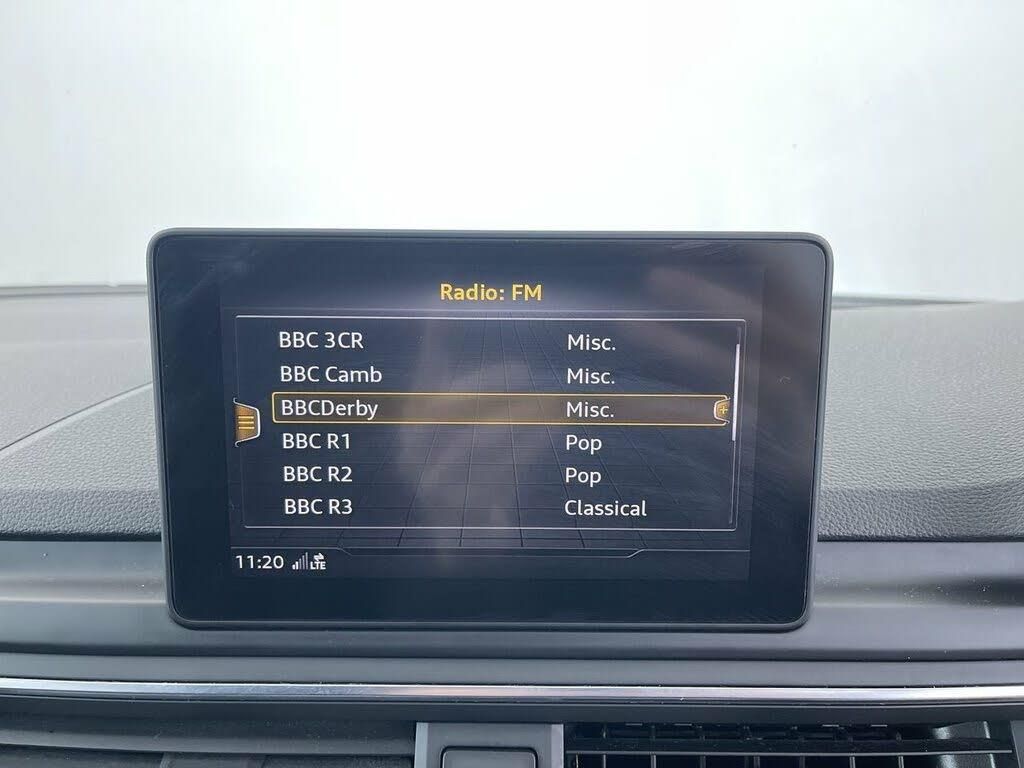 Radio: FM
BBC 3CR Misc.
BBC Camb Misc.
BBCDerby Misc.
BBC R1 Pop
BBC R2 Pop
BBC R3 Classical
11:20 LTE